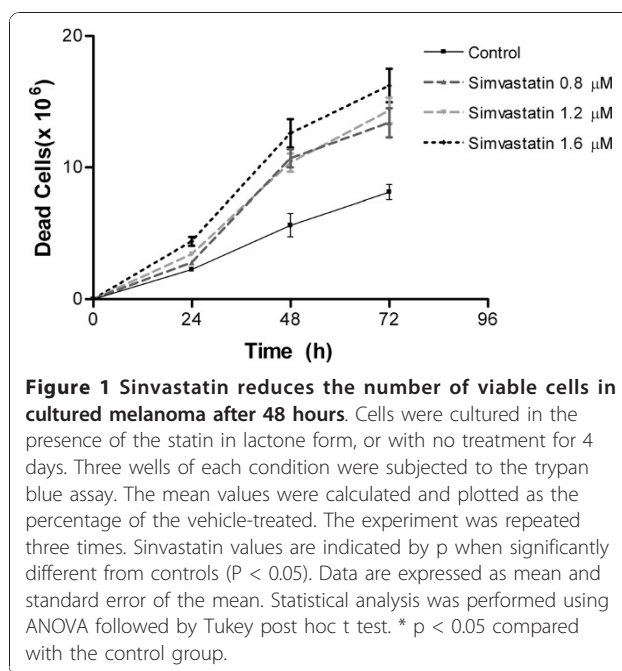 20
10
0
Dead Cells(x 10⁶)
0 24 48 72 96
Time (h)
Control
Simvastatin 0.8 µM
Simvastatin 1.2 µM
Simvastatin 1.6 µM
Figure 1 Sinvastatin reduces the number of viable cells in
cultured melanoma after 48 hours. Cells were cultured in the
presence of the statin in lactone form, or with no treatment for 4
days. Three wells of each condition were subjected to the trypan
blue assay. The mean values were calculated and plotted as the
percentage of the vehicle-treated. The experiment was repeated
three times. Sinvastatin values are indicated by p when significantly
different from controls (P < 0.05). Data are expressed as mean and
standard error of the mean. Statistical analysis was performed using
ANOVA followed by Tukey post hoc t test. * p < 0.05 compared
with the control group.